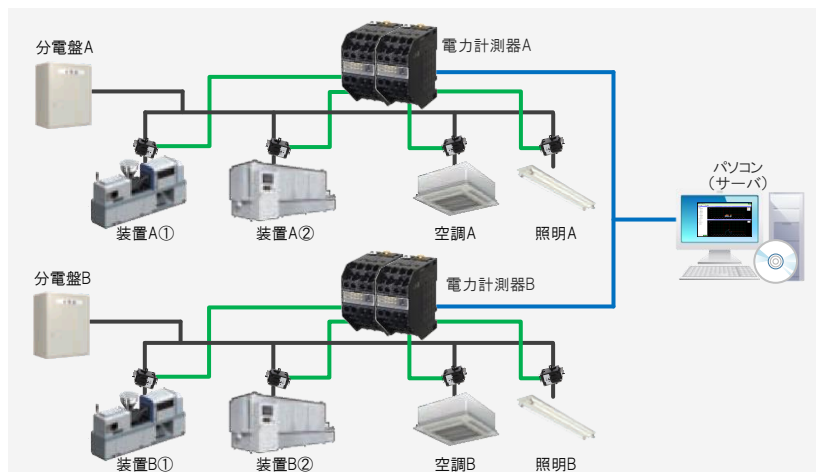 分電盤A
電力計測器A
装置A①
装置A②
空調A
照明A
パソコン
（サーバ）
分電盤B
電力計測器B
装置B①
装置B②
空調B
照明B